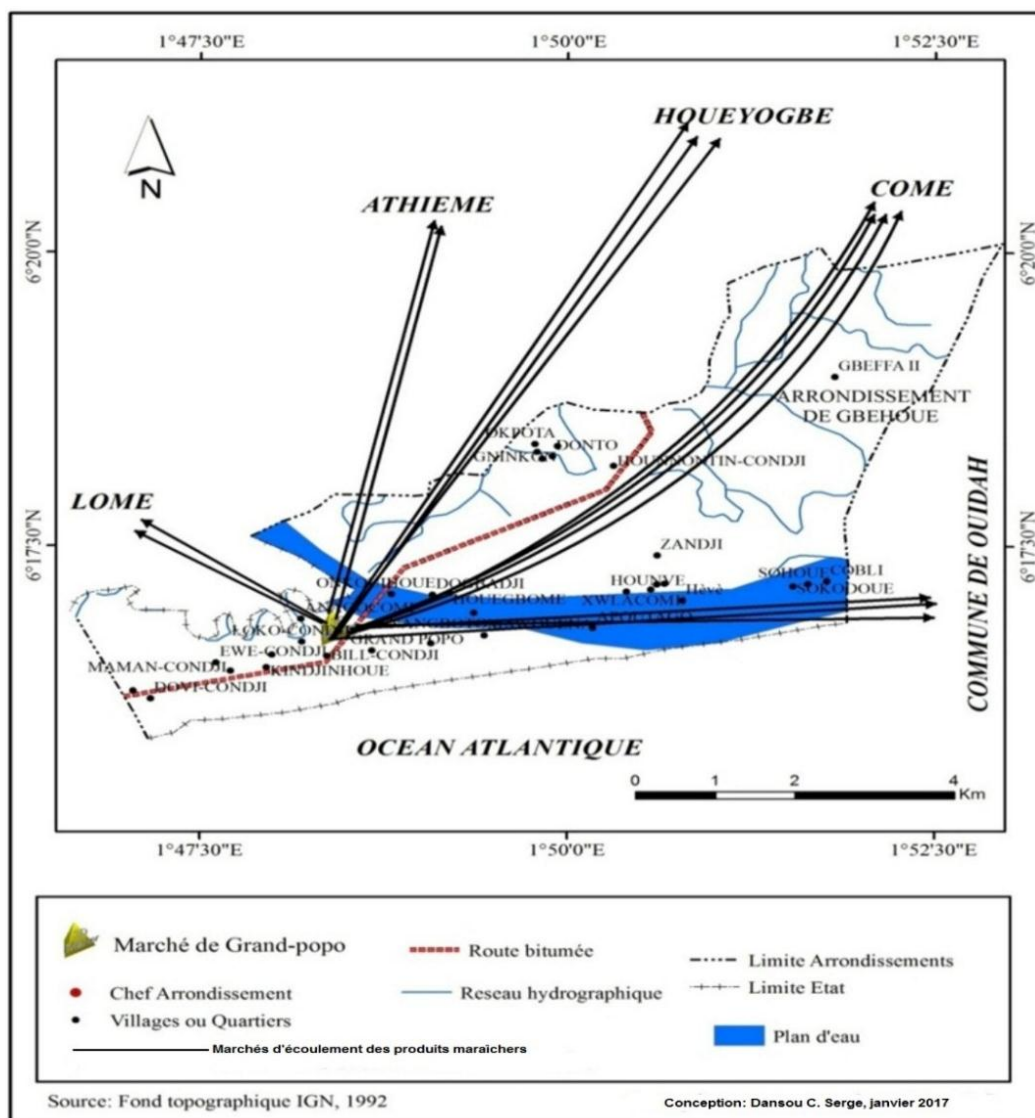 1°47'30"E 1°50'0"E 1°52'30"E
HOUEYOGBE
N
ATHIEME
COME
6°20'0"N 6°20'0"N
GBEFFA II
ARRONDISSEMENT
DE GBEHOUE
DONTO
HOUNNONTIN-CONDJI
LOME
6°17'30"N 6°17'30"N
ZANDJI
HOUNVE
Hèvè
SOHOUE
COBLI
SOKODOUE
XWLACOME
HOUEGBOME
GRAND POPO
EWE-CONDJI
BILL-CONDJI
MAMAN-CONDJI
KINDJINHOUE
DOVI-CONDJI
COMMUNE DE OUIDAH
OCEAN ATLANTIQUE
0 1 2 4
Km
1°47'30"E 1°50'0"E 1°52'30"E
Marché de Grand-popo
Route bitumée
Limite Arrondissements
Chef Arrondissement
Reseau hydrographique
Limite Etat
Villages ou Quartiers
Plan d'eau
Marchés d'écoulement des produits maraîchers
Source: Fond topographique IGN, 1992
Conception: Dansou C. Serge, janvier 2017